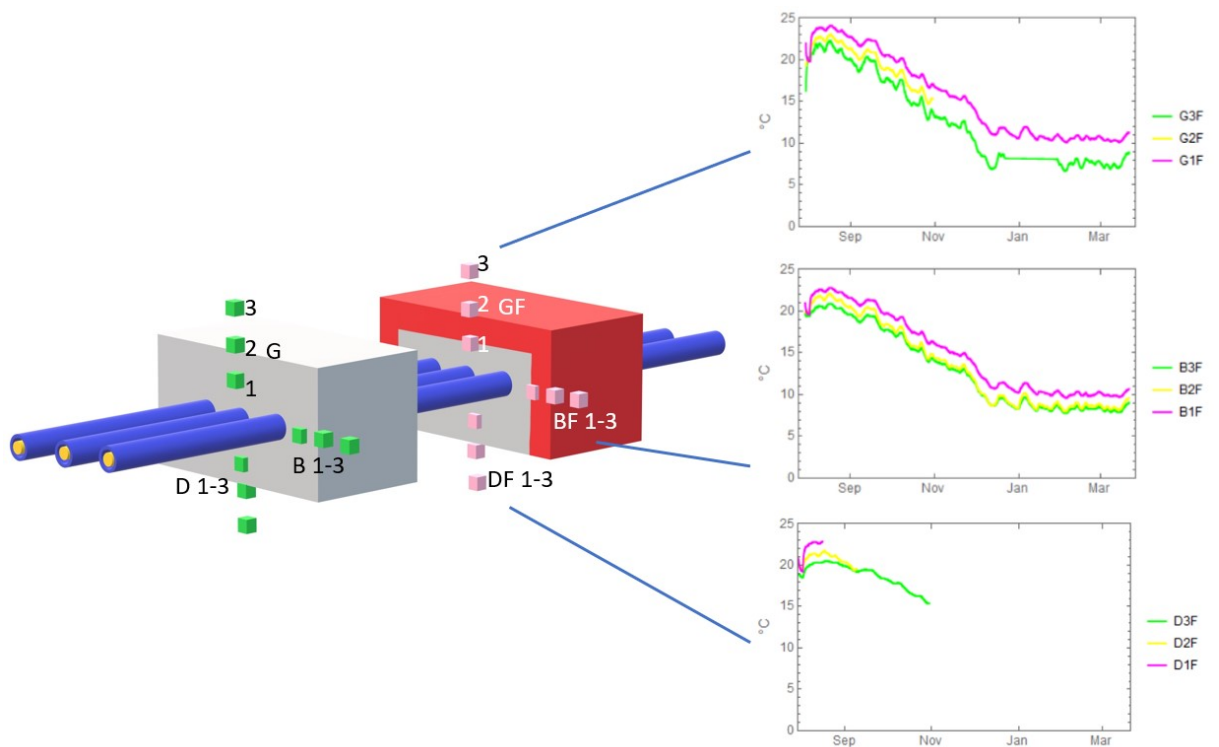 3
2
G
1
B 1-3
D 1-3
3
2 GF
1
BF 1-3
DF 1-3
25
20
15
10
5
0
°C
Sep Nov Jan Mar
G3F
G2F
G1F
25
20
15
10
5
0
°C
Sep Nov Jan Mar
B3F
B2F
B1F
25
20
15
10
5
0
°C
Sep Nov Jan Mar
D3F
D2F
D1F